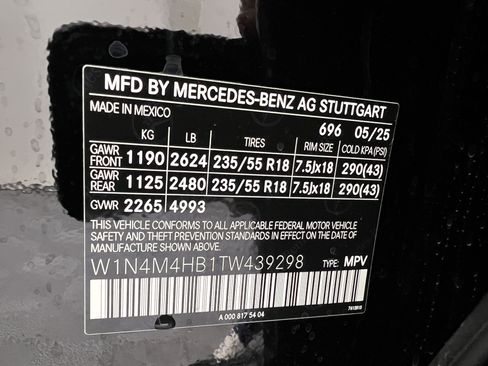 MFD BY MERCEDES-BENZ AG STUTTGART
MADE IN MEXICO 696 05/25
KG LB TIRES RIM SIZE COLD KPA(PSI)
GAWR FRONT 1190 2624 235/55 R18 7.5Jx18 290(43)
GAWR REAR 1125 2480 235/55 R18 7.5Jx18 290(43)
GVWR 2265 4993
THIS VEHICLE CONFORMS TO ALL APPLICABLE FEDERAL MOTOR VEHICLE
SAFETY AND THEFT PREVENTION STANDARDS IN EFFECT ON THE DATE OF
MANUFACTURE SHOWN ABOVE.
W1N4M4HB1TW439298 TYPE: MPV
A 000 817 54 04